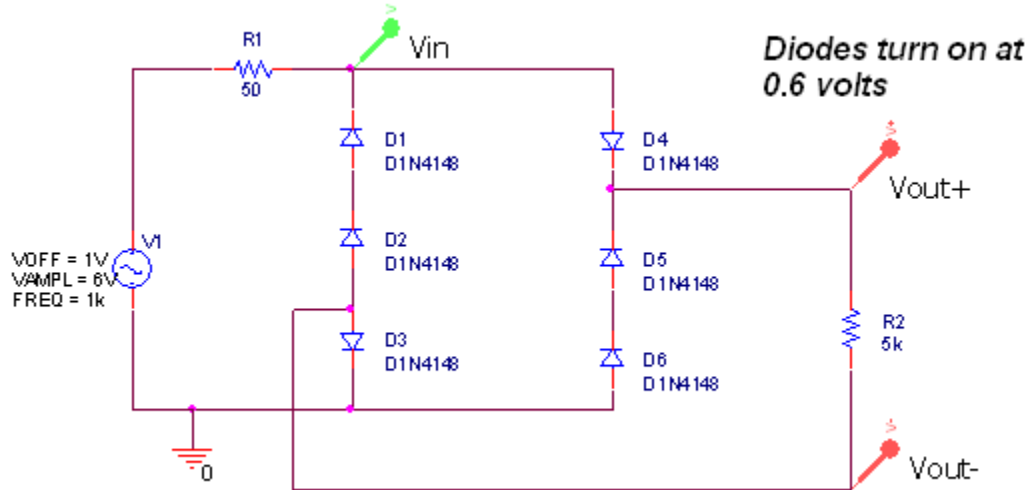 R1
50
Vin
Diodes turn on at
0.6 volts
D1
D1N4148
D4
D1N4148
Vout+
V1
VOFF = 1V
VAMPL = 6V
FREQ = 1k
D2
D1N4148
D5
D1N4148
D3
D1N4148
R2
5k
D6
D1N4148
0
Vout-